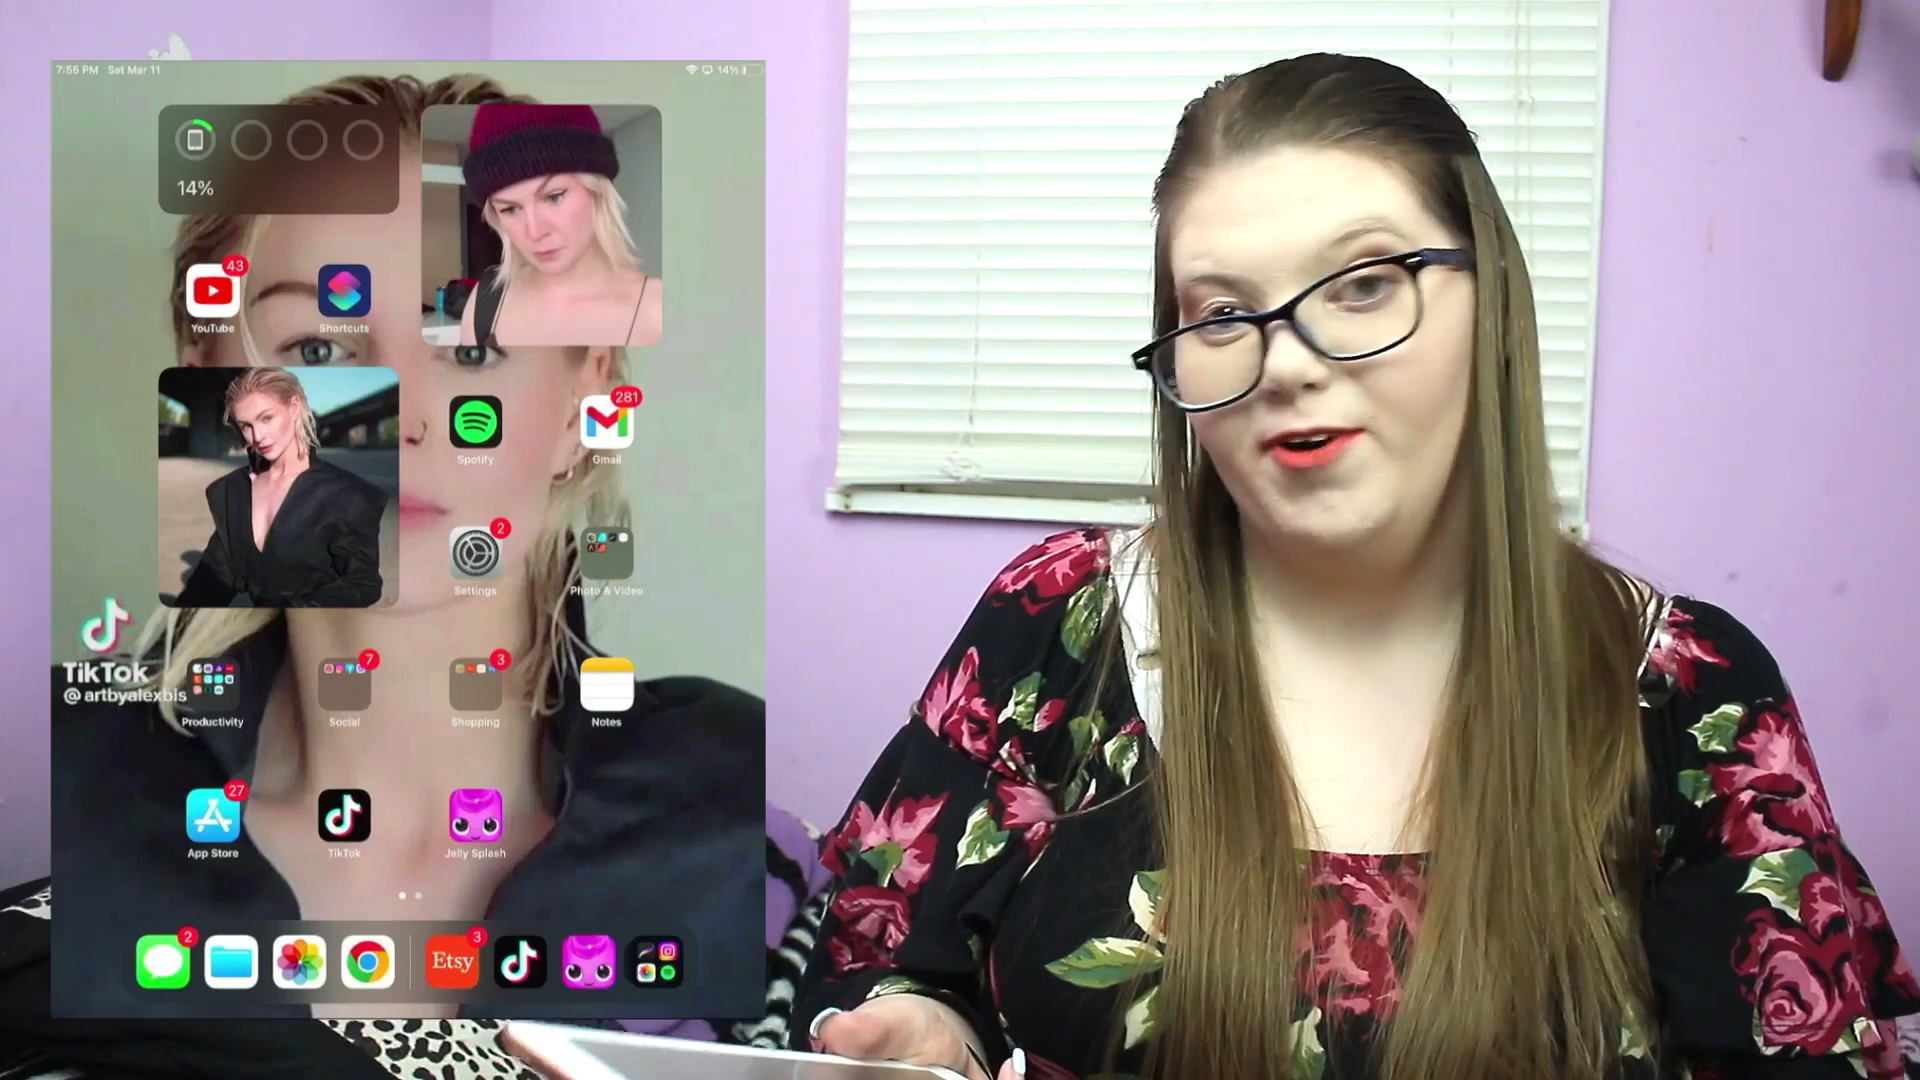 7:55 PM Sat Mar 11
14%
14%
43
YouTube
Shortcuts
281
Spotify
Gmail
2
Settings
Photo & Video
TikTok
@artbyalexbis
7
3
Productivity
Social
Shopping
Notes
27
App Store
TikTok
Jelly Splash
2
3
Etsy